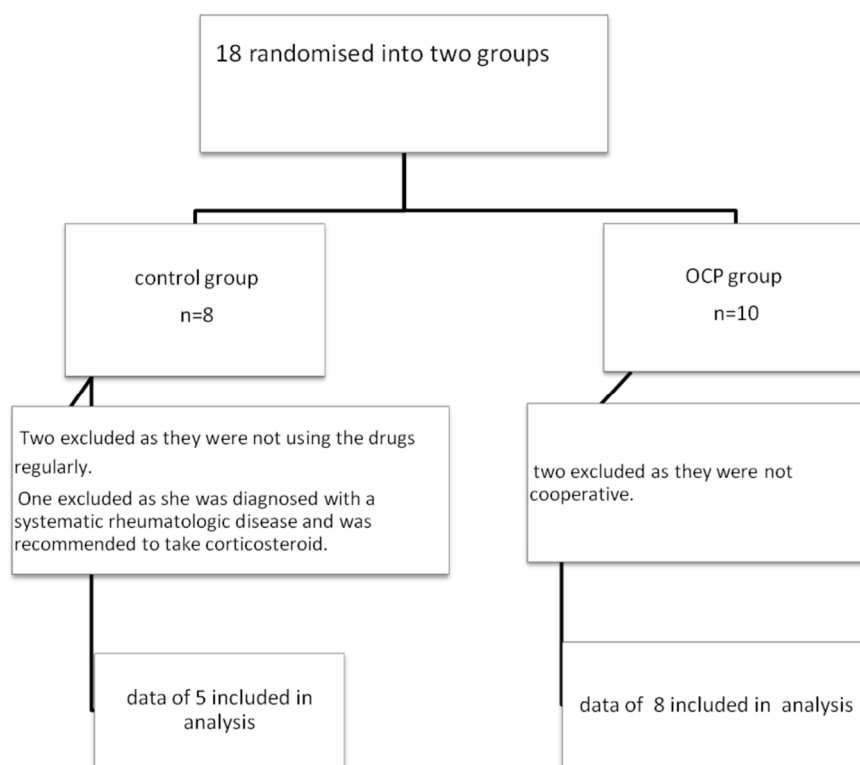 18 randomised into two groups
control group
n=8
OCP group
n=10
Two excluded as they were not using the drugs
regularly.
One excluded as she was diagnosed with a
systematic rheumatologic disease and was
recommended to take corticosteroid.
two excluded as they were not
cooperative.
data of 5 included in
analysis
data of 8 included in analysis